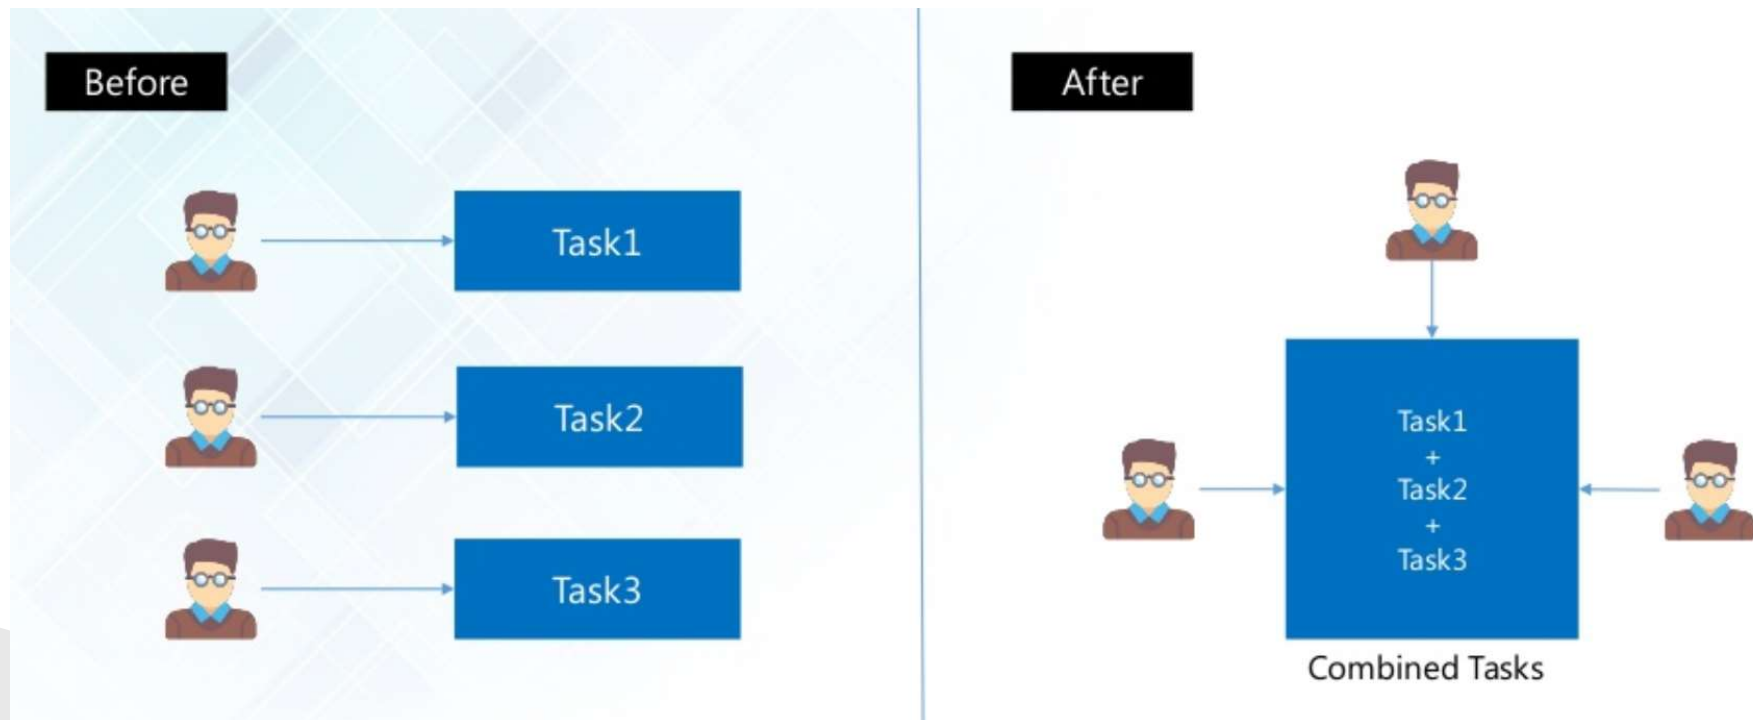 Before
Task1
Task2
Task3
After
Task1
+
Task2
+
Task3
Combined Tasks